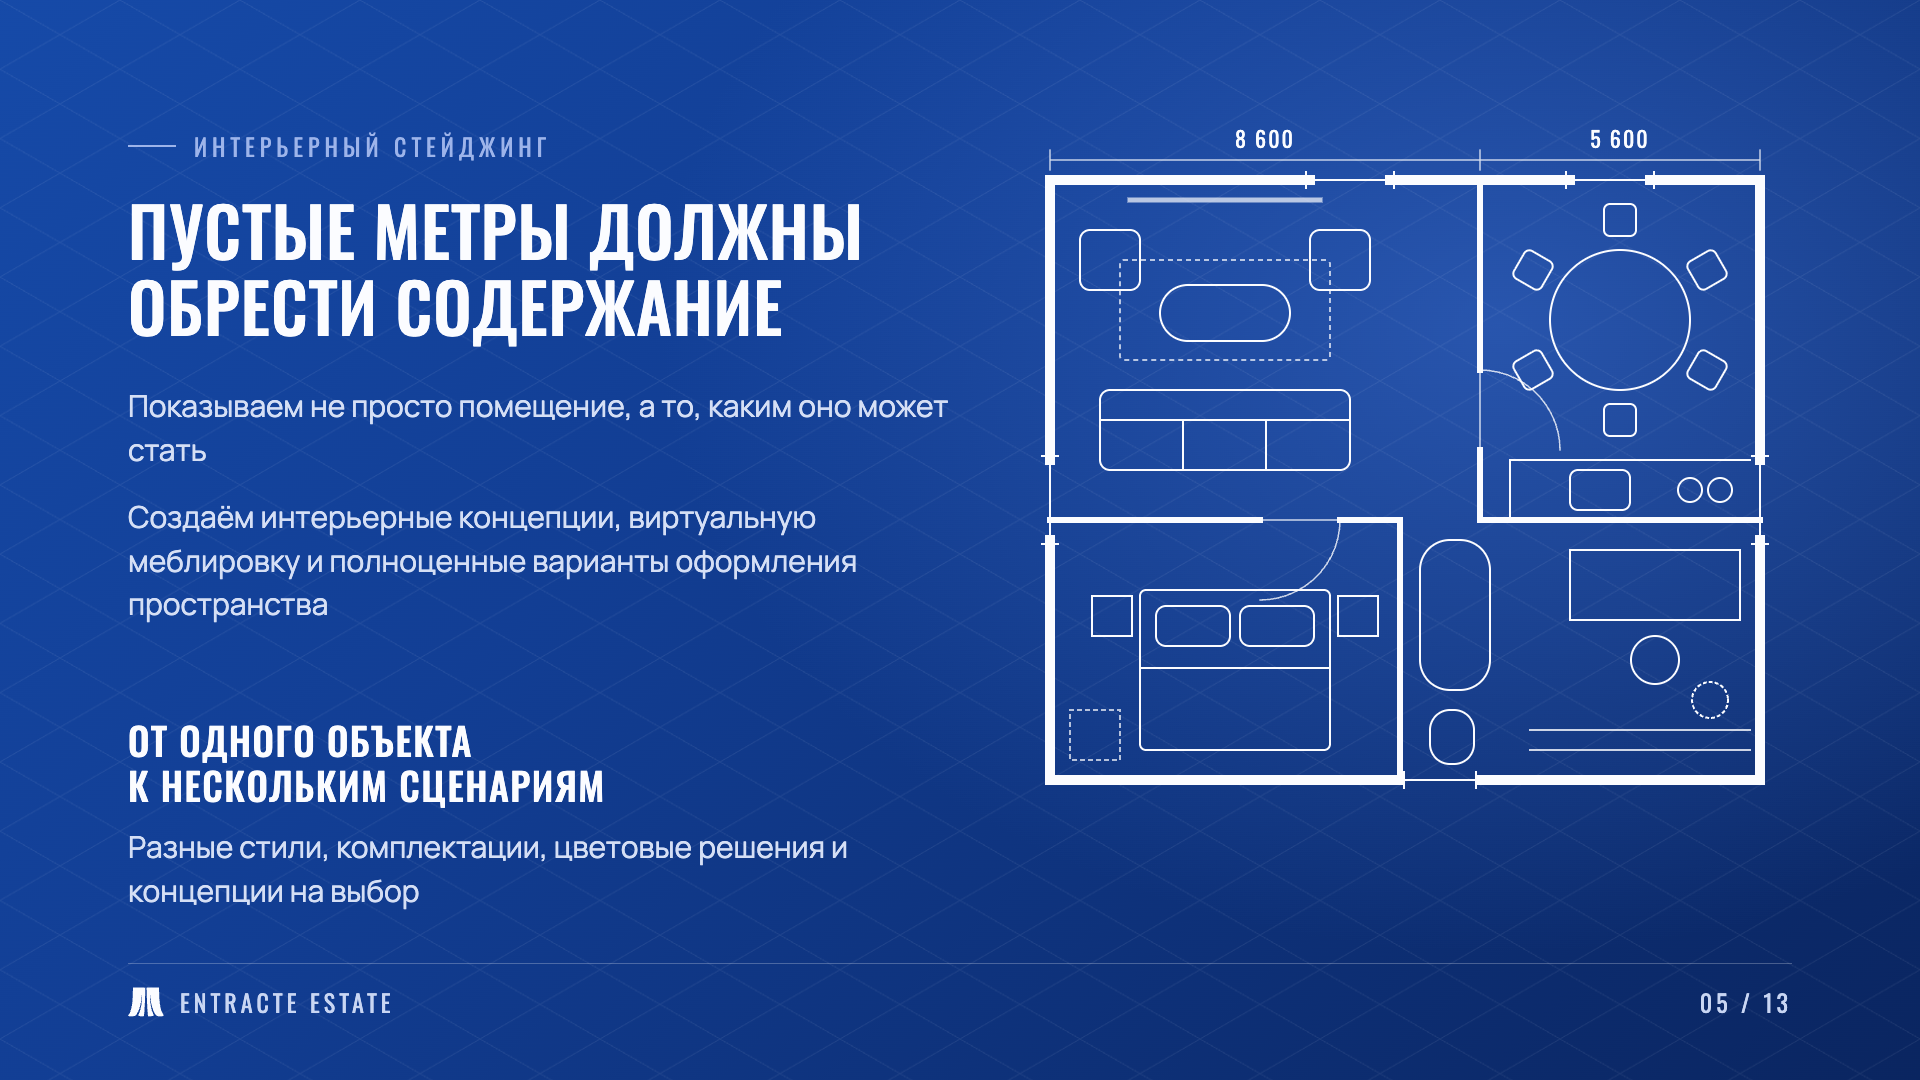 ИНТЕРЬЕРНЫЙ СТЕЙДЖИНГ
ПУСТЫЕ МЕТРЫ ДОЛЖНЫ
ОБРЕСТИ СОДЕРЖАНИЕ
Показываем не просто помещение, а то, каким оно может
стать
Создаём интерьерные концепции, виртуальную
меблировку и полноценные варианты оформления
пространства
ОТ ОДНОГО ОБЪЕКТА
К НЕСКОЛЬКИМ СЦЕНАРИЯМ
Разные стили, комплектации, цветовые решения и
концепции на выбор
8 600
5 600
ENTRACTE ESTATE
05 / 13